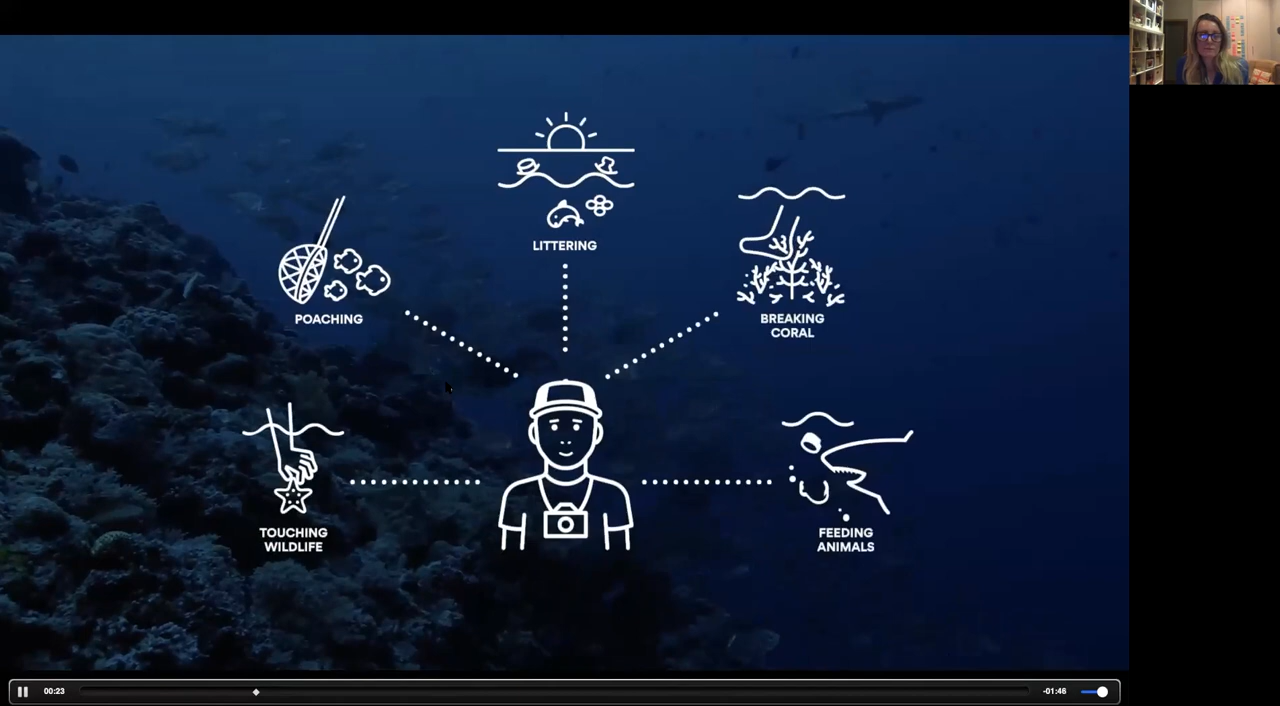 LITTERING
POACHING
BREAKING
CORAL
TOUCHING
WILDLIFE
FEEDING
ANIMALS
00:23
-01:46